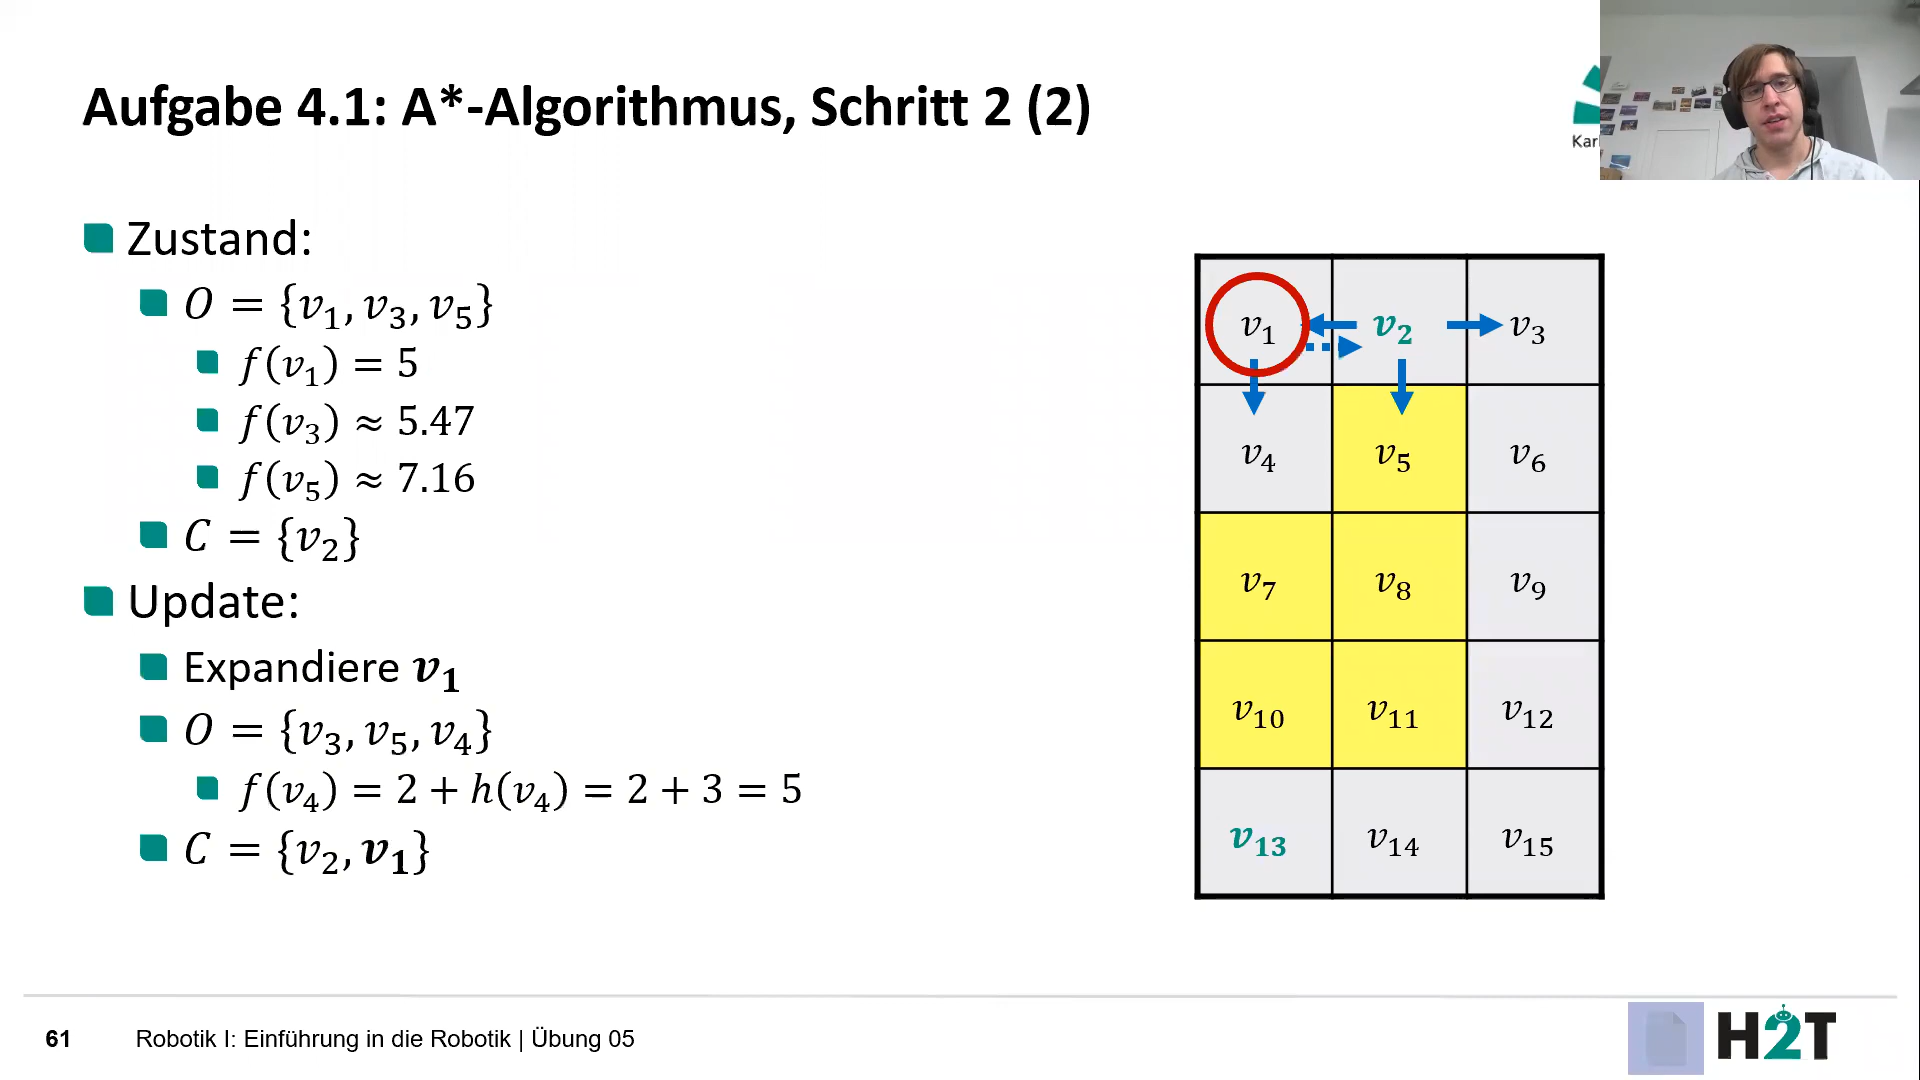 Aufgabe 4.1: A*-Algorithmus, Schritt 2 (2)
Kar
Zustand:
O = {v₁, v₃, v₅}
f(v₁) = 5
f(v₃) ≈ 5.47
f(v₅) ≈ 7.16
C = {v₂}
Update:
Expandiere v₁
O = {v₃, v₅, v₄}
f(v₄) = 2 + h(v₄) = 2 + 3 = 5
C = {v₂, v₁}
v₁ v₂ v₃
v₄ v₅ v₆
v₇ v₈ v₉
v₁₀ v₁₁ v₁₂
v₁₃ v₁₄ v₁₅
61 Robotik I: Einführung in die Robotik | Übung 05
H2T